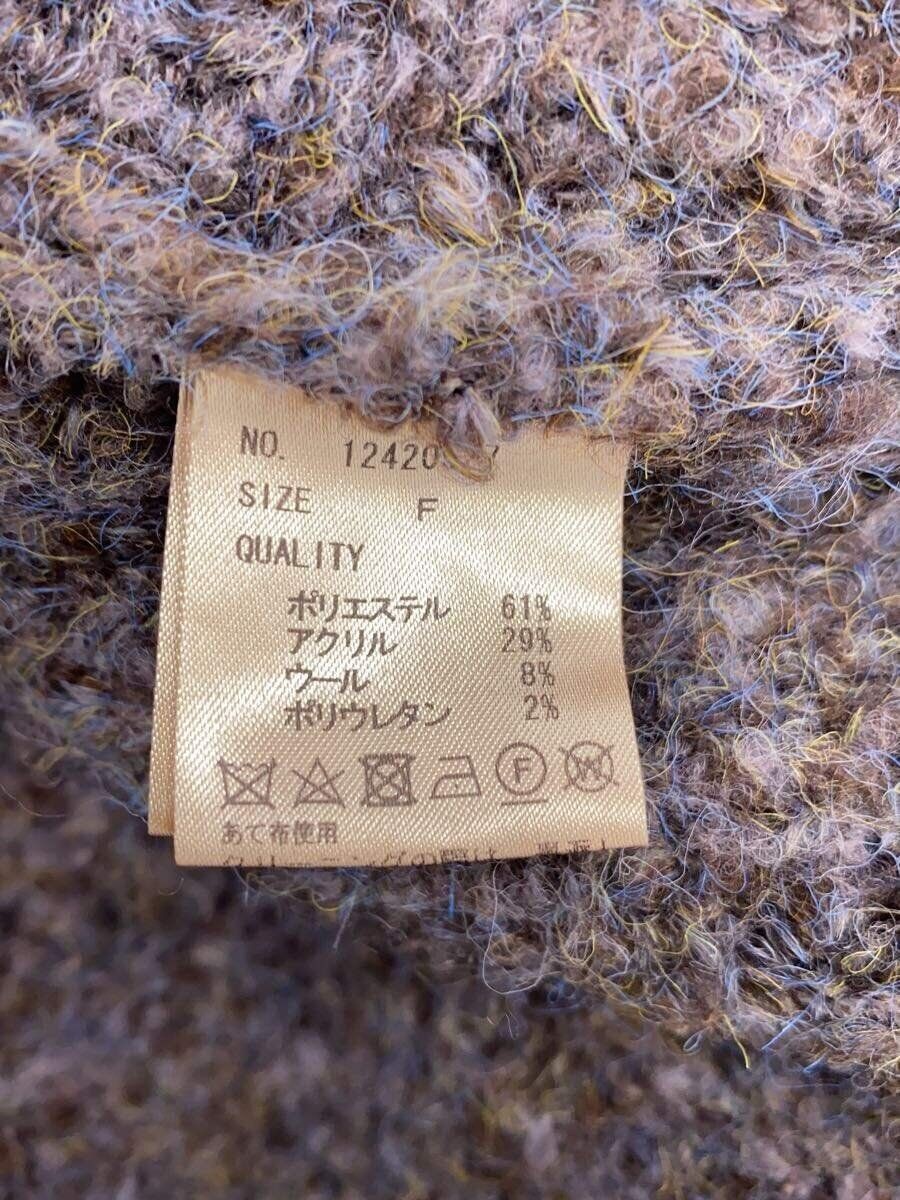 NO.
SIZE F
QUALITY
ポリエステル 61%
アクリル 29%
ウール 8%
ポリウレタン 2%
F
W
あて布使用